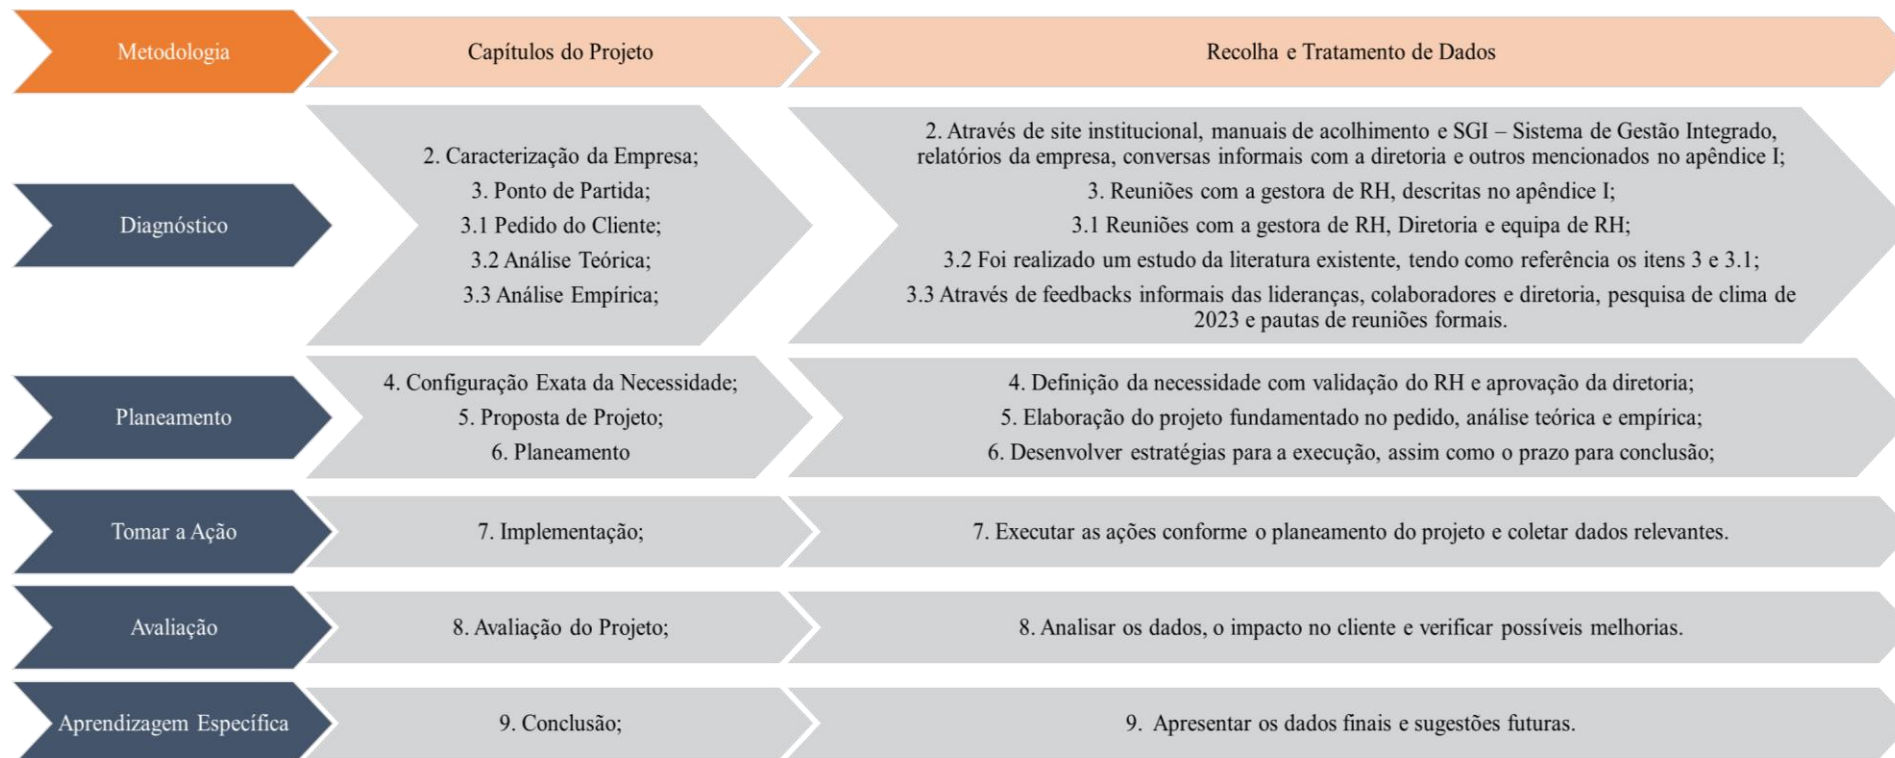 Metodologia
Capítulos do Projeto
Recolha e Tratamento de Dados
Diagnóstico
2. Caracterização da Empresa;
3. Ponto de Partida;
3.1 Pedido do Cliente;
3.2 Análise Teórica;
3.3 Análise Empírica;
2. Através de site institucional, manuais de acolhimento e SGI – Sistema de Gestão Integrado,
relatórios da empresa, conversas informais com a diretoria e outros mencionados no apêndice I;
3. Reuniões com a gestora de RH, descritas no apêndice I;
3.1 Reuniões com a gestora de RH, Diretoria e equipa de RH;
3.2 Foi realizado um estudo da literatura existente, tendo como referência os itens 3 e 3.1;
3.3 Através de feedbacks informais das lideranças, colaboradores e diretoria, pesquisa de clima de
2023 e pautas de reuniões formais.
Planeamento
4. Configuração Exata da Necessidade;
5. Proposta de Projeto;
6. Planeamento
4. Definição da necessidade com validação do RH e aprovação da diretoria;
5. Elaboração do projeto fundamentado no pedido, análise teórica e empírica;
6. Desenvolver estratégias para a execução, assim como o prazo para conclusão;
Tomar a Ação
7. Implementação;
7. Executar as ações conforme o planeamento do projeto e coletar dados relevantes.
Avaliação
8. Avaliação do Projeto;
8. Analisar os dados, o impacto no cliente e verificar possíveis melhorias.
Aprendizagem Específica
9. Conclusão;
9. Apresentar os dados finais e sugestões futuras.